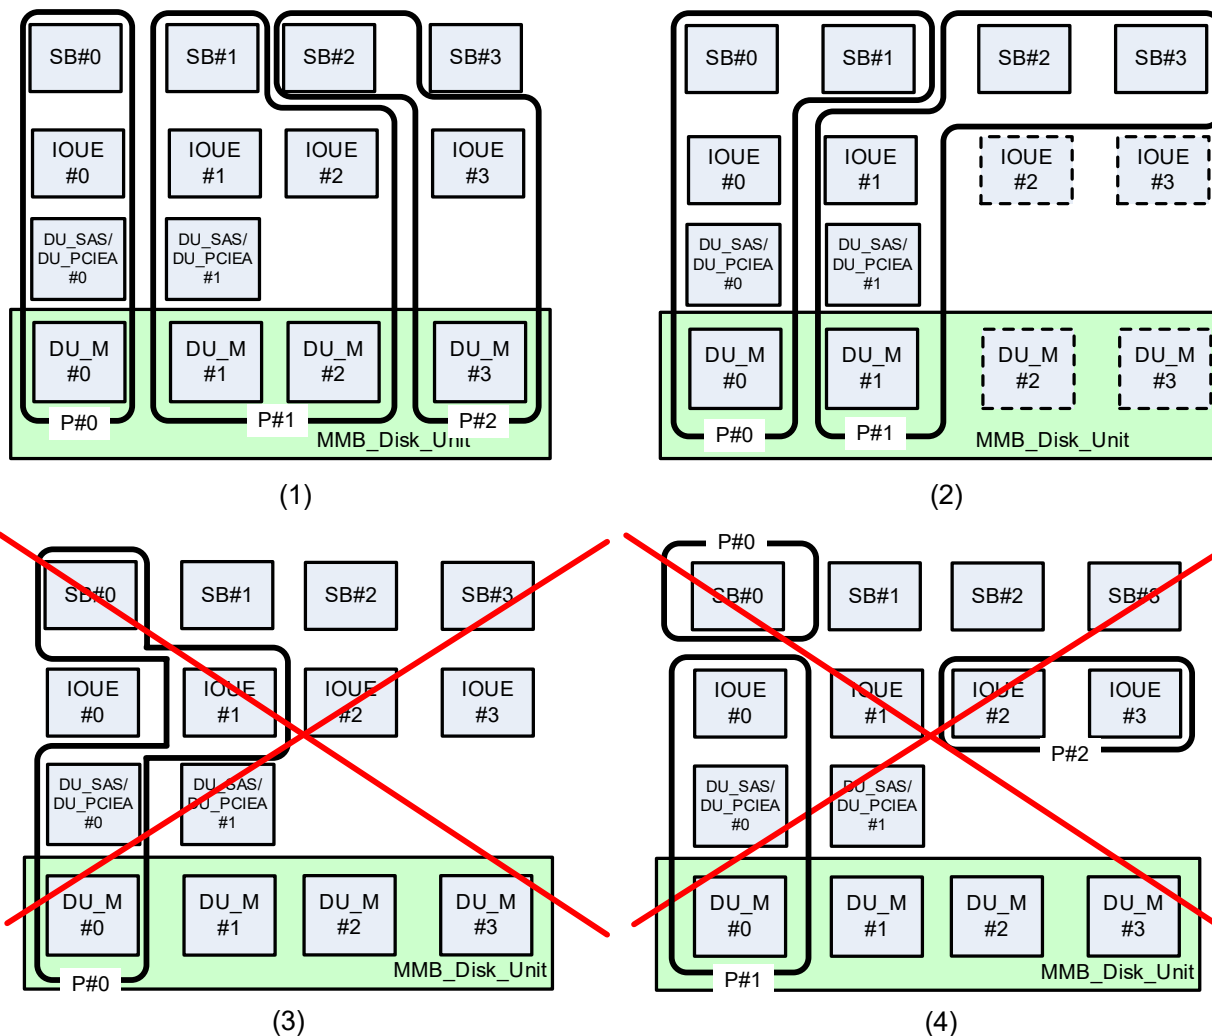 SB#0
SB#1
SB#2
SB#3
IOUE
#0
IOUE
#1
IOUE
#2
IOUE
#3
DU_SAS/
DU_PCIEA
#0
DU_SAS/
DU_PCIEA
#1
DU_M
#0
DU_M
#1
DU_M
#2
DU_M
#3
P#0
P#1
P#2
MMB_Disk_Unit
(1)
SB#0
SB#1
SB#2
SB#3
IOUE
#0
IOUE
#1
IOUE
#2
IOUE
#3
DU_SAS/
DU_PCIEA
#0
DU_SAS/
DU_PCIEA
#1
DU_M
#0
DU_M
#1
DU_M
#2
DU_M
#3
P#0
P#1
MMB_Disk_Unit
(2)
SB#0
SB#1
SB#2
SB#3
IOUE
#0
IOUE
#1
IOUE
#2
IOUE
#3
DU_SAS/
DU_PCIEA
#0
DU_SAS/
DU_PCIEA
#1
DU_M
#0
DU_M
#1
DU_M
#2
DU_M
#3
MMB_Disk_Unit
P#0
(3)
P#0
SB#0
SB#1
SB#2
SB#3
IOUE
#0
IOUE
#1
IOUE
#2
IOUE
#3
P#2
DU_SAS/
DU_PCIEA
#0
DU_SAS/
DU_PCIEA
#1
DU_M
#0
DU_M
#1
DU_M
#2
DU_M
#3
MMB_Disk_Unit
P#1
(4)